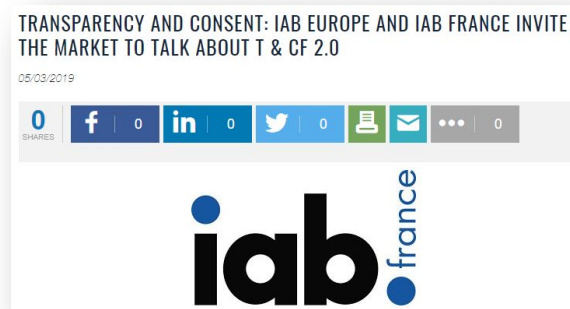 TRANSPARENCY AND CONSENT: IAB EUROPE AND IAB FRANCE INVITE
THE MARKET TO TALK ABOUT T & CF 2.0
05/03/2019
0
SHARES
f 0
in 0
0
0
iab
france